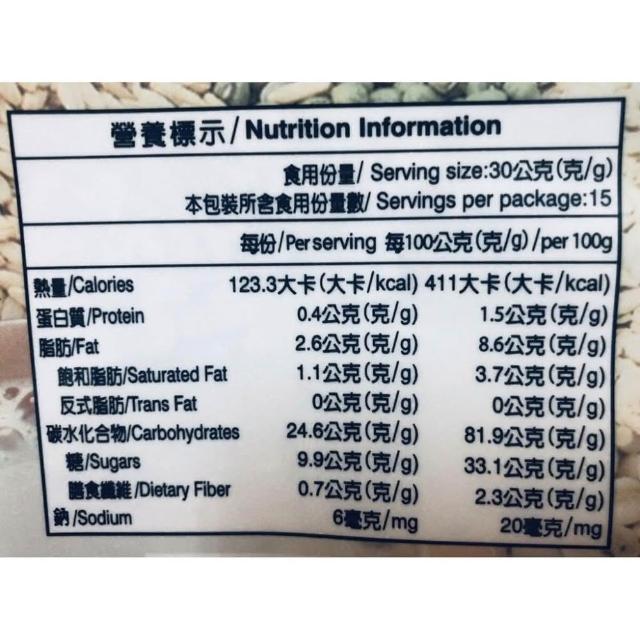 營養標示/Nutrition Information
食用份量/ Serving size:30公克(克/g)
本包裝所含食用份量數/ Servings per package:15
每份/Per serving 每100公克(克/g)/per 100g
熱量/Calories 123.3大卡(大卡/kcal) 411大卡(大卡/kcal)
蛋白質/Protein 0.4公克(克/g) 1.5公克(克/g)
脂肪/Fat 2.6公克(克/g) 8.6公克(克/g)
飽和脂肪/Saturated Fat 1.1公克(克/g) 3.7公克(克/g)
反式脂肪/Trans Fat 0公克(克/g) 0公克(克/g)
碳水化合物/Carbohydrates 24.6公克(克/g) 81.9公克(克/g)
糖/Sugars 9.9公克(克/g) 33.1公克(克/g)
膳食纖維/Dietary Fiber 0.7公克(克/g) 2.3公克(克/g)
鈉/Sodium 6毫克/mg 20毫克/mg